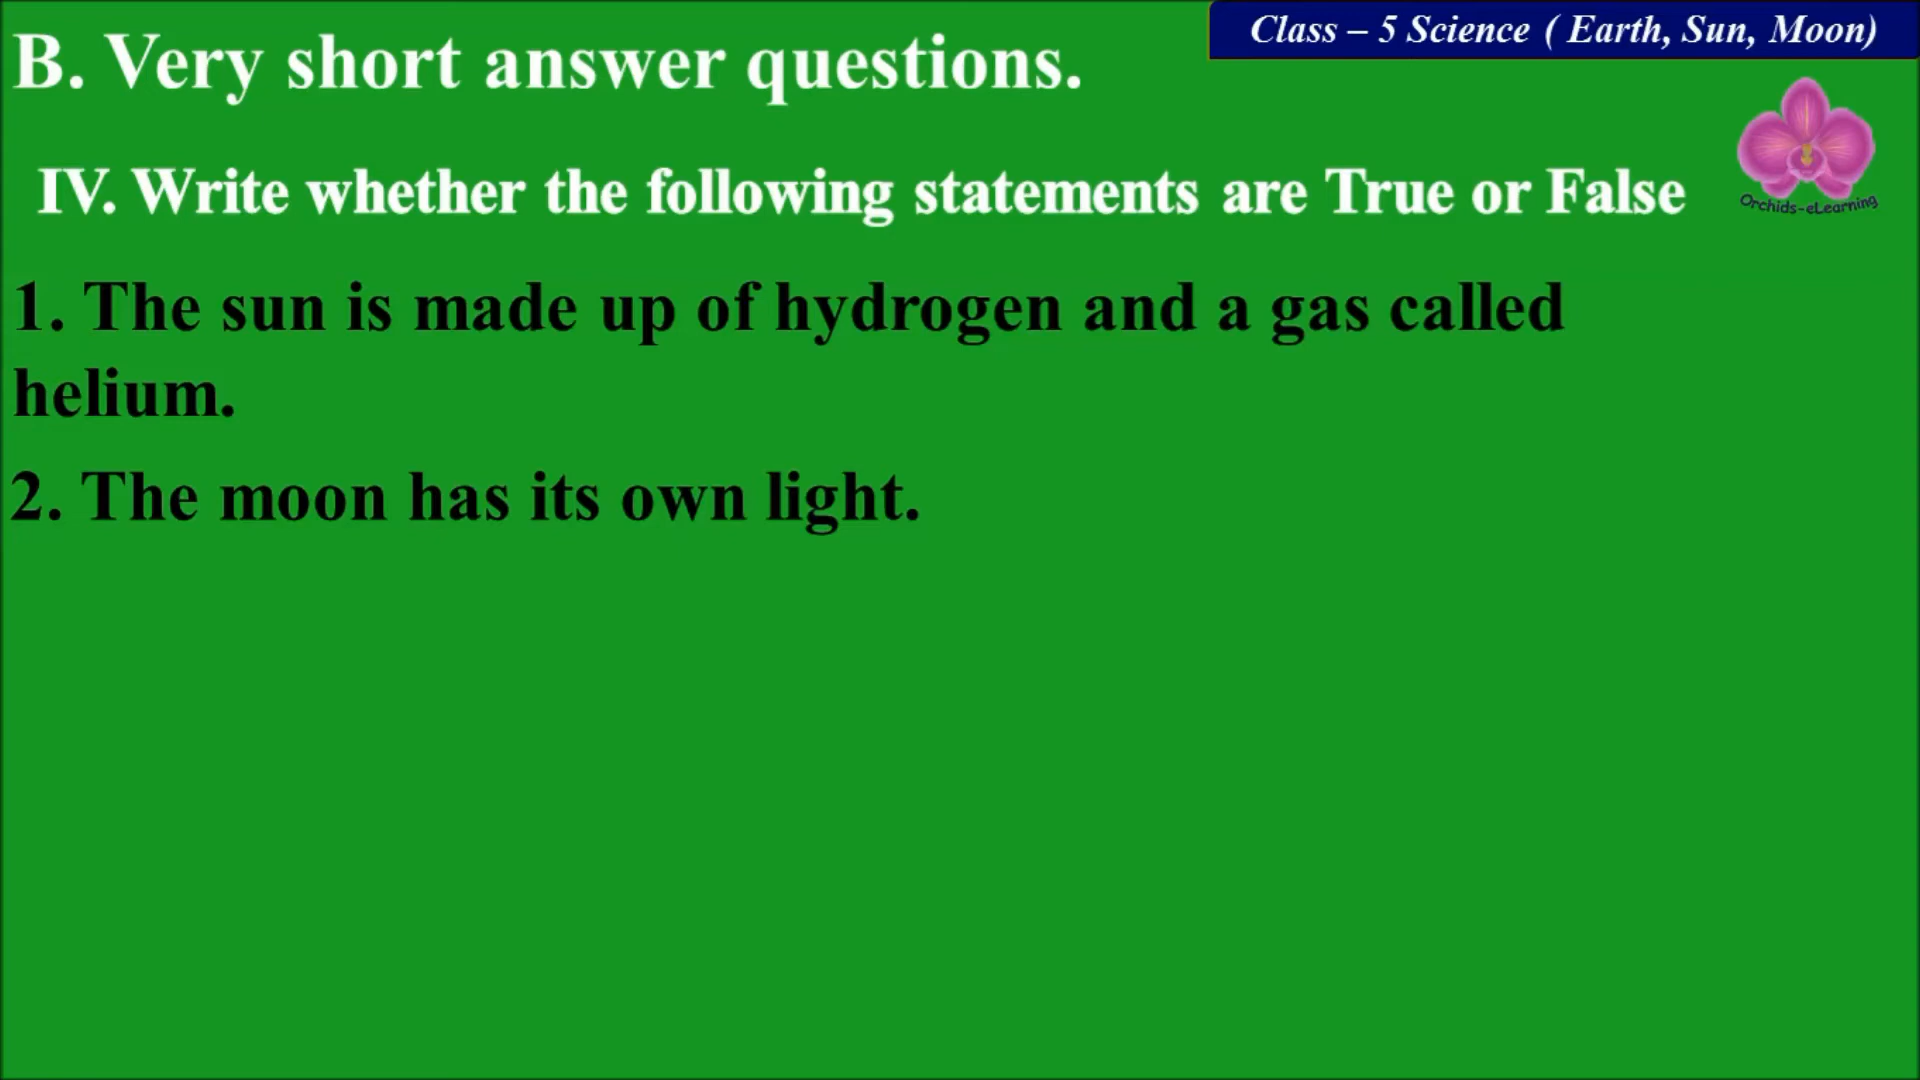 Class – 5 Science ( Earth, Sun, Moon)
B. Very short answer questions.
IV. Write whether the following statements are True or False
Orchids-eLearning
1. The sun is made up of hydrogen and a gas called
helium.
2. The moon has its own light.